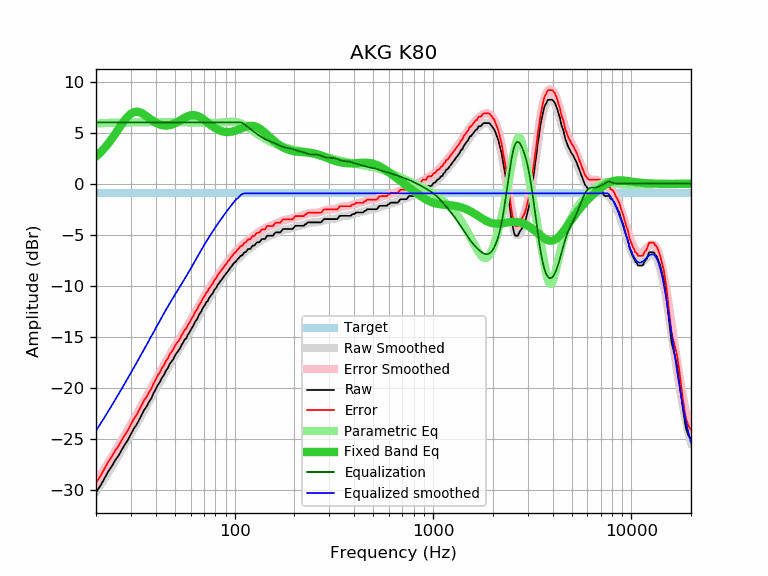 AKG K80
10
5
0
−5
−10
−15
−20
−25
−30
Amplitude (dBr)
Target
Raw Smoothed
Error Smoothed
Raw
Error
Parametric Eq
Fixed Band Eq
Equalization
Equalized smoothed
100
1000
10000
Frequency (Hz)